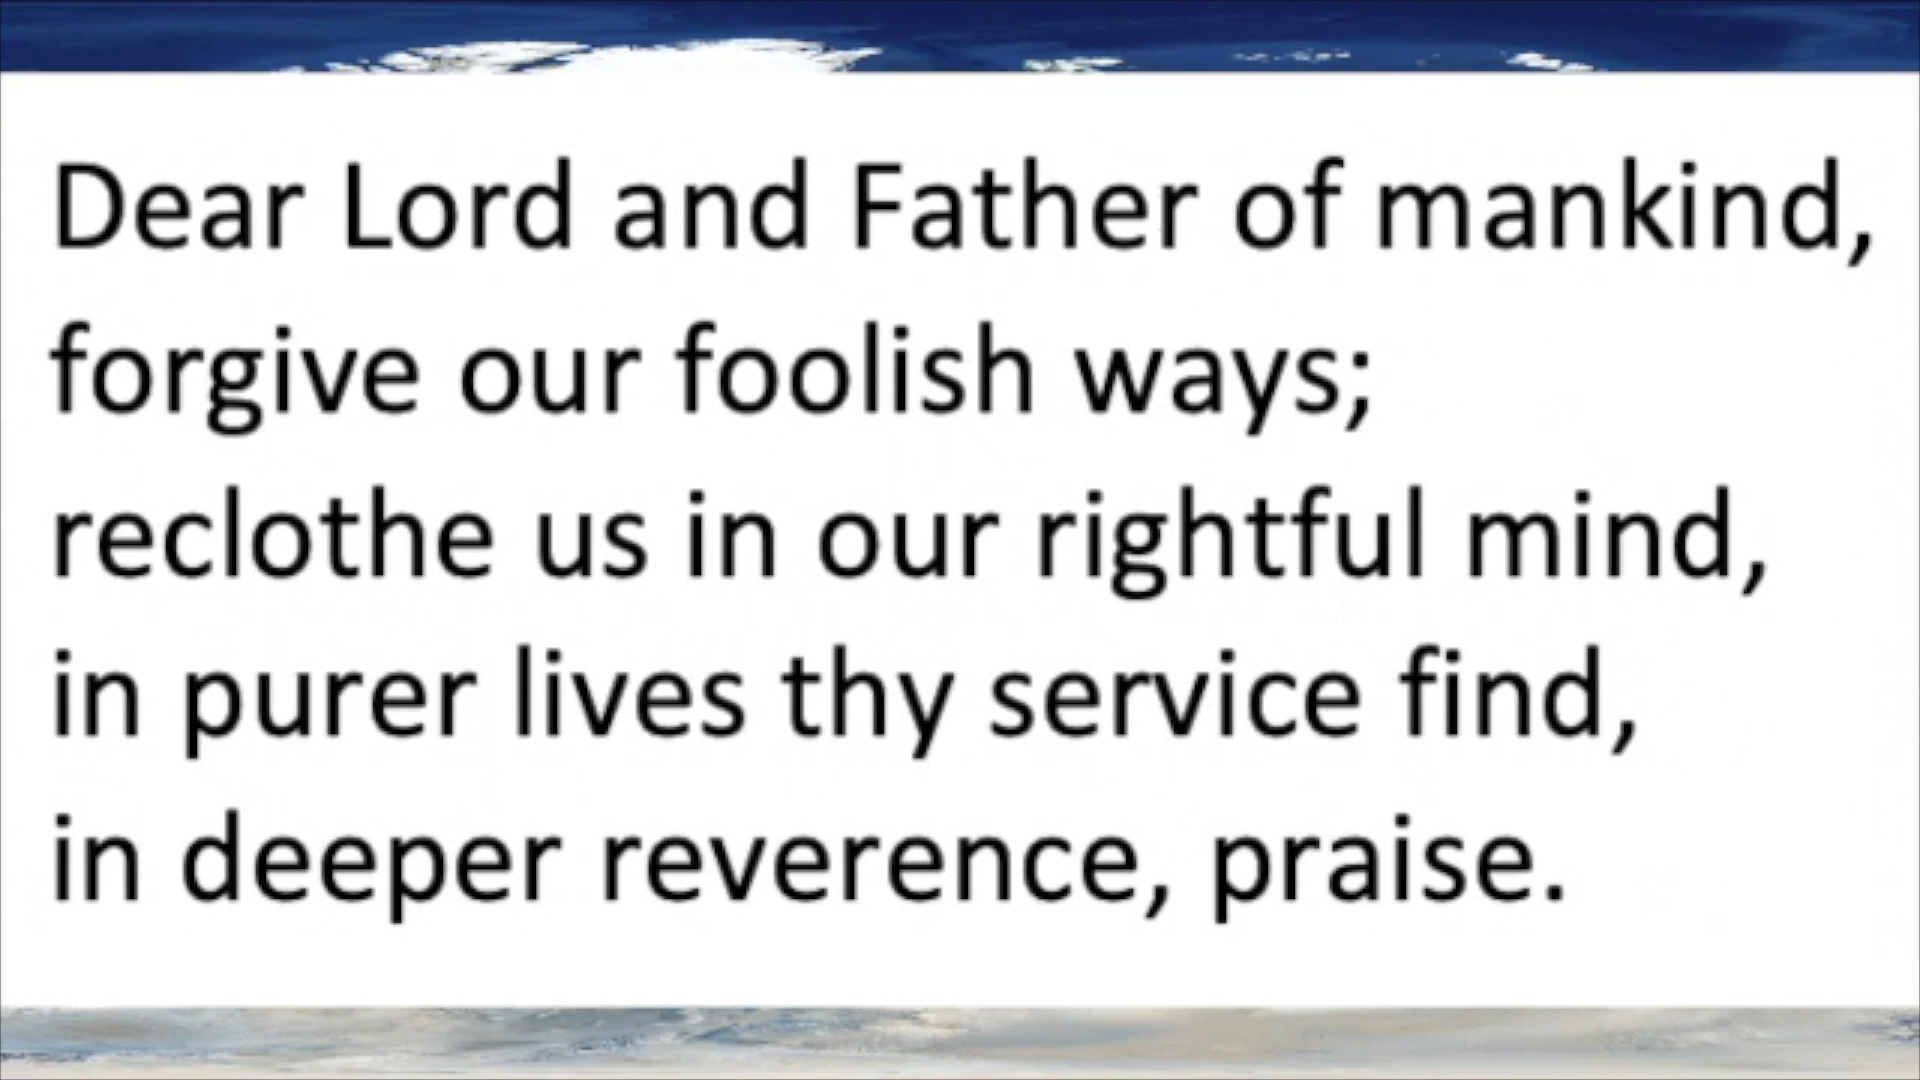 Dear Lord and Father of mankind,
forgive our foolish ways;
reclothe us in our rightful mind,
in purer lives thy service find,
in deeper reverence, praise.